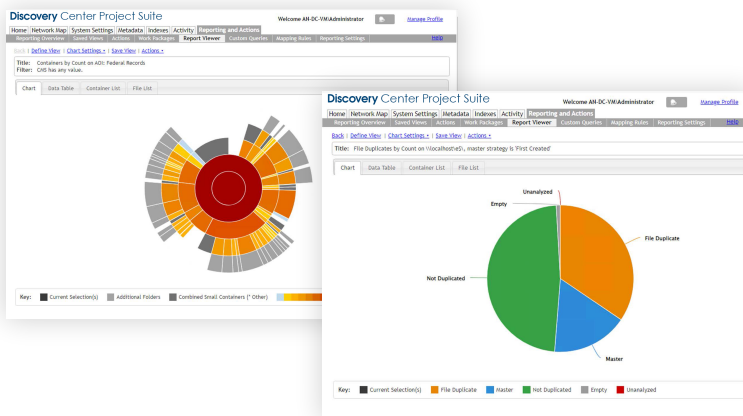 Discovery Center Project Suite
Welcome AN-DC-VM\Administrator
Manage Profile
Home Network Map System Settings Metadata Indexes Activity Reporting and Actions
Reporting Overview Saved Views Actions Work Packages Report Viewer Custom Queries Mapping Rules Reporting Settings Help
Back | Define View | Chart Settings | Save View | Actions
Title: Containers by Count on ADI: Federal Records
Filter: CNS has any value.
Chart Data Table Container List File List
Key: Current Selection(s) Additional Folders Combined Small Containers (* Other)
Discovery Center Project Suite
Welcome AN-DC-VM\Administrator
Manage Profile
Home Network Map System Settings Metadata Indexes Activity Reporting and Actions
Reporting Overview Saved Views Actions Work Packages Report Viewer Custom Queries Mapping Rules Reporting Settings Help
Back | Define View | Chart Settings | Save View | Actions
Title: File Duplicates by Count on \\localhost\e$\, master strategy is 'First Created'
Chart Data Table Container List File List
Unanalyzed
Empty
File Duplicate
Not Duplicated
Master
Key: Current Selection(s) File Duplicate Master Not Duplicated Empty Unanalyzed